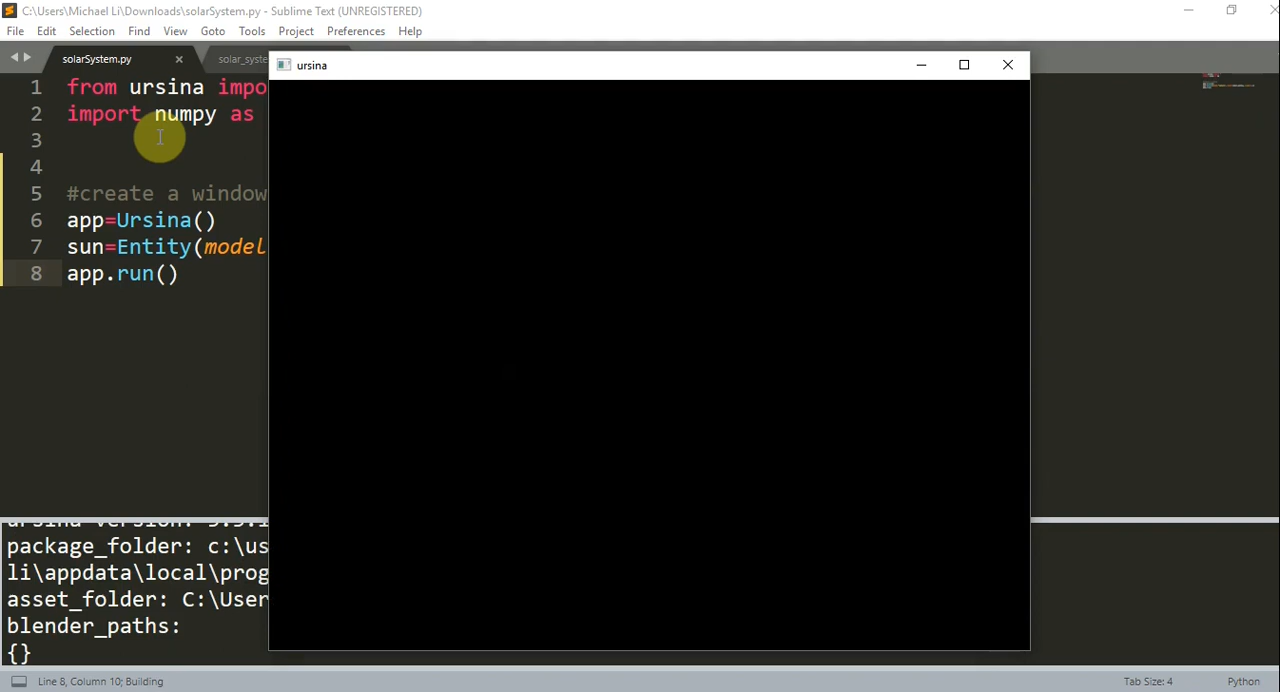 C:\Users\Michael Li\Downloads\solarSystem.py - Sublime Text (UNREGISTERED)
File Edit Selection Find View Goto Tools Project Preferences Help
solarSystem.py × solar_syste
ursina
1 from ursina impo
2 import numpy as
3
4
5 #create a window
6 app=Ursina()
7 sun=Entity(model
8 app.run()
package_folder: c:\us
li\appdata\local\prog
asset_folder: C:\User
blender_paths:
{}
Line 8, Column 10; Building Tab Size: 4 Python